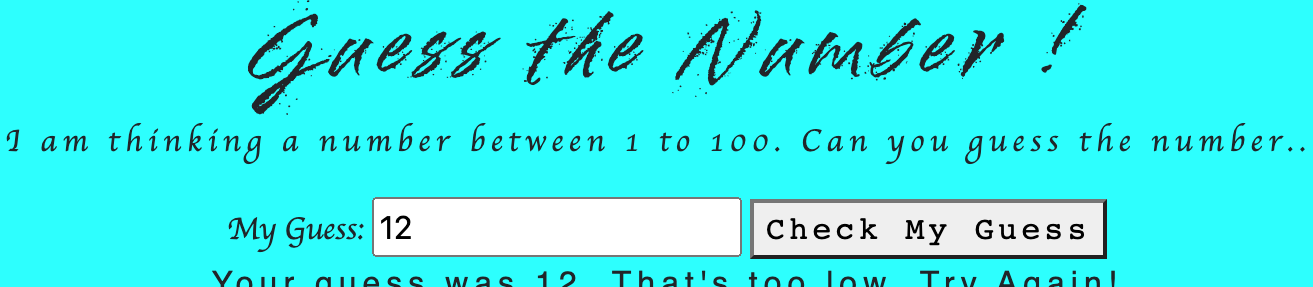 Guess the Number !
I am thinking a number between 1 to 100. Can you guess the number..
My Guess: 12 Check My Guess
Your guess was 12. That's too low. Try Again!